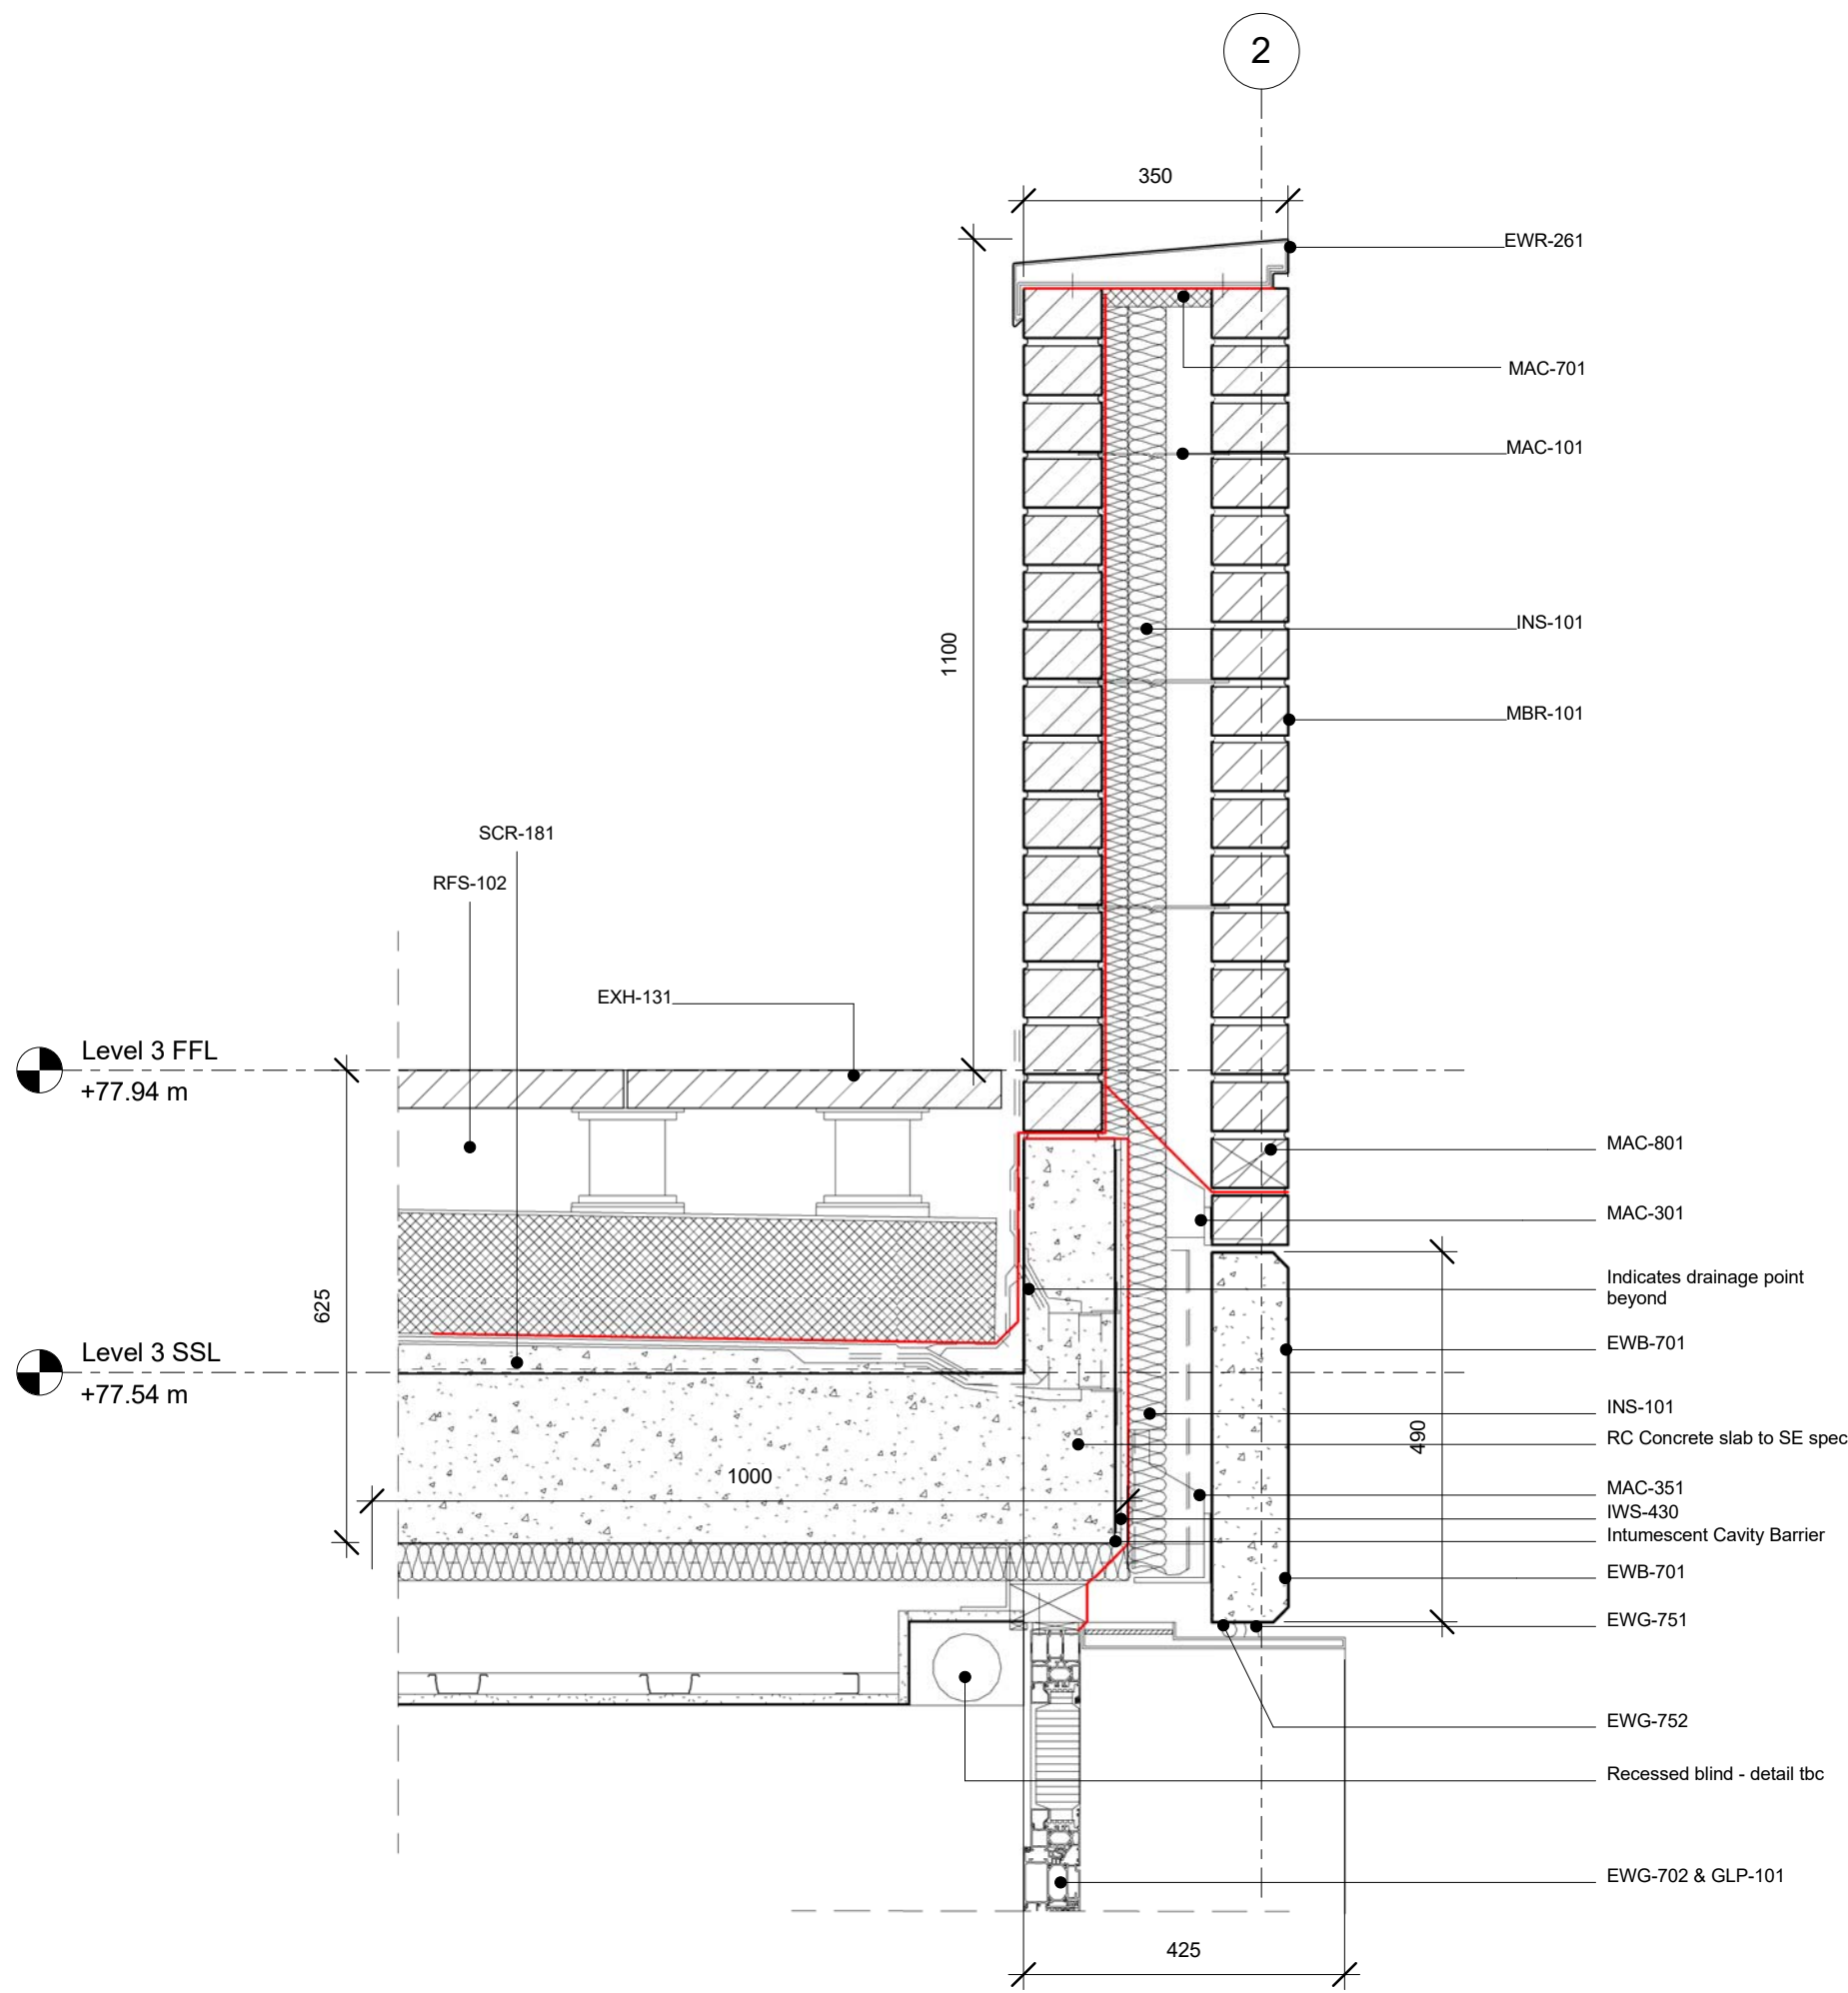 2
350
EWR-261
MAC-701
MAC-101
INS-101
1100
MBR-101
SCR-181
RFS-102
EXH-131
Level 3 FFL
+77.94 m
MAC-801
MAC-301
Indicates drainage point
beyond
625
EWB-701
Level 3 SSL
+77.54 m
INS-101
490
RC Concrete slab to SE spec
1000
MAC-351
IWS-430
Intumescent Cavity Barrier
EWB-701
EWG-751
EWG-752
Recessed blind - detail tbc
EWG-702 & GLP-101
425